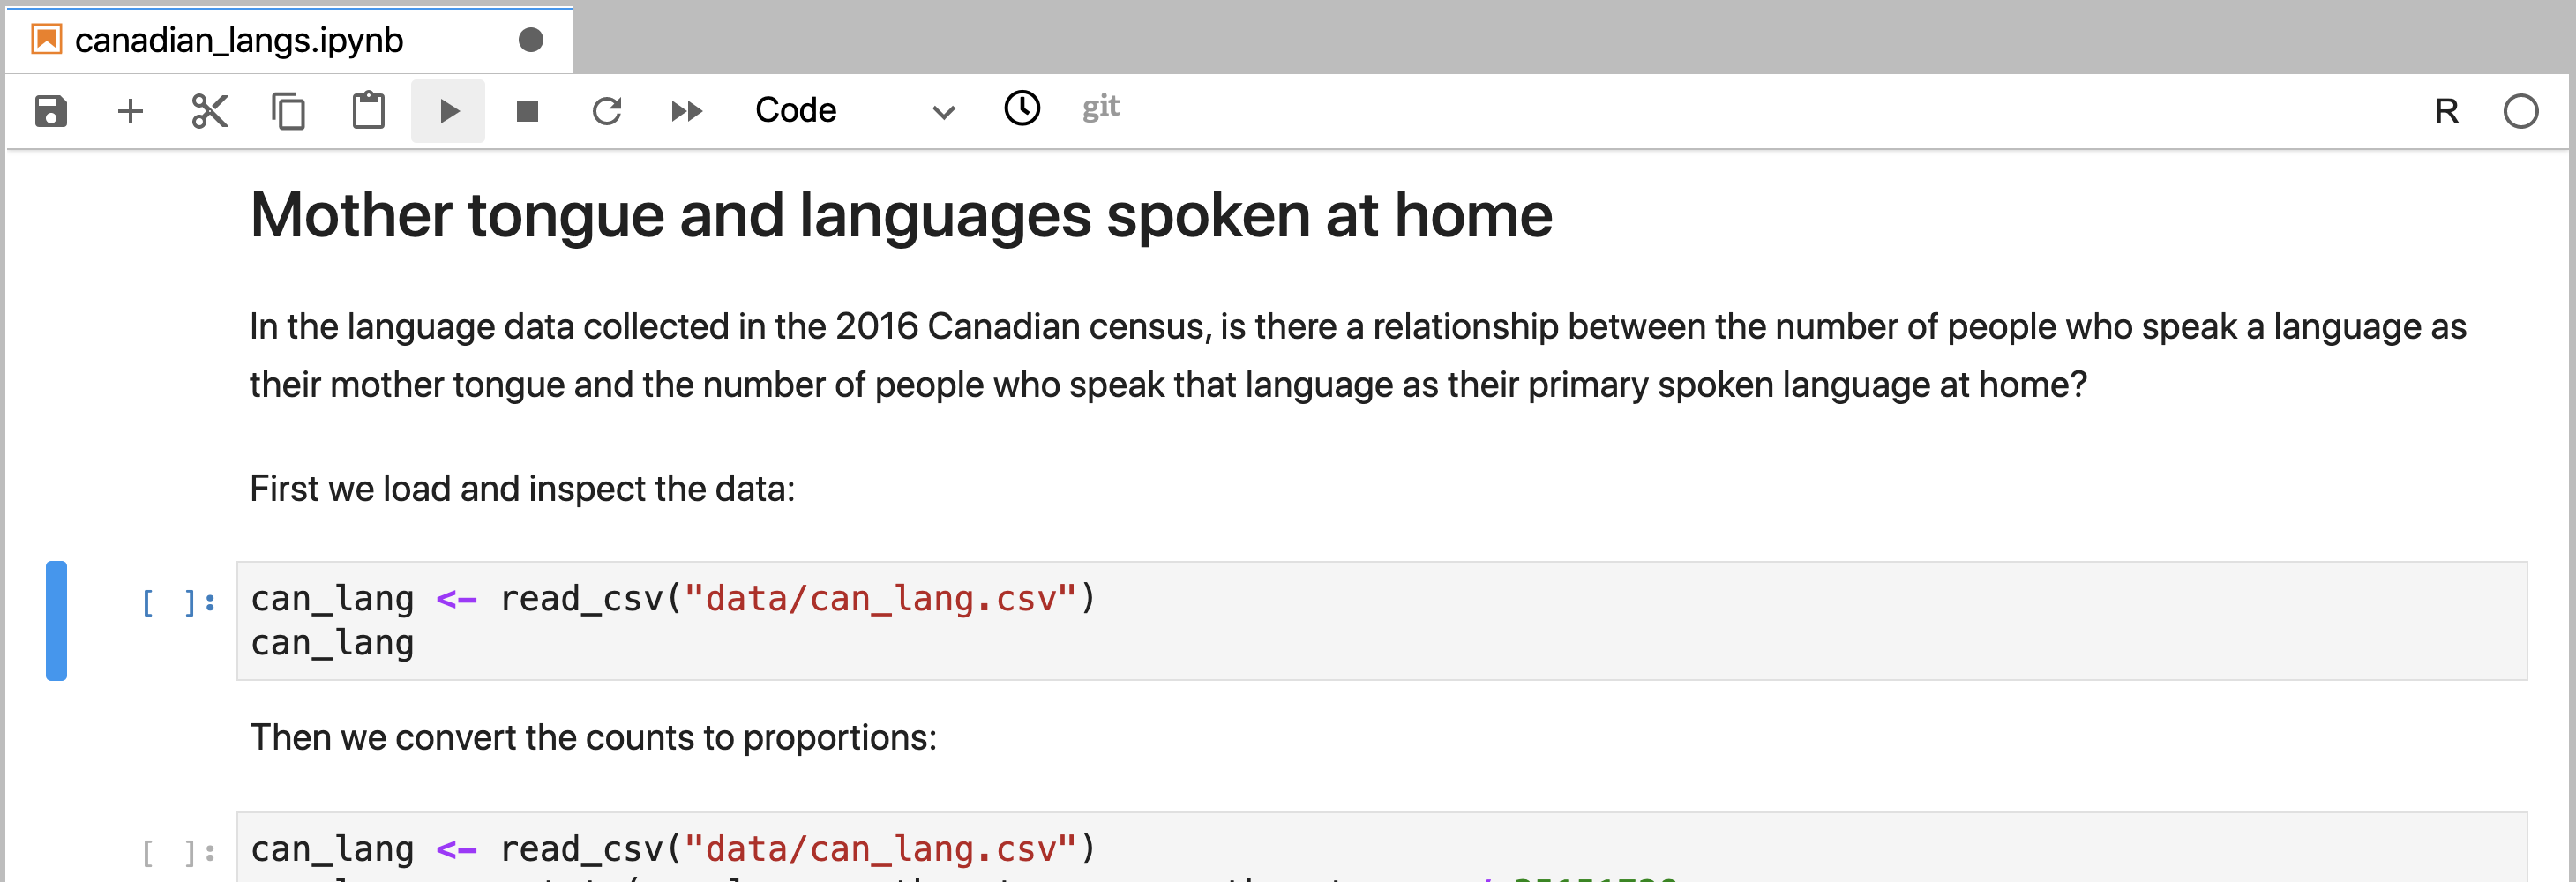 canadian_langs.ipynb
Code git R
Mother tongue and languages spoken at home
In the language data collected in the 2016 Canadian census, is there a relationship between the number of people who speak a language as
their mother tongue and the number of people who speak that language as their primary spoken language at home?
First we load and inspect the data:
[ ]: can_lang <- read_csv("data/can_lang.csv")
can_lang
Then we convert the counts to proportions:
[ ]: can_lang <- read_csv("data/can_lang.csv")